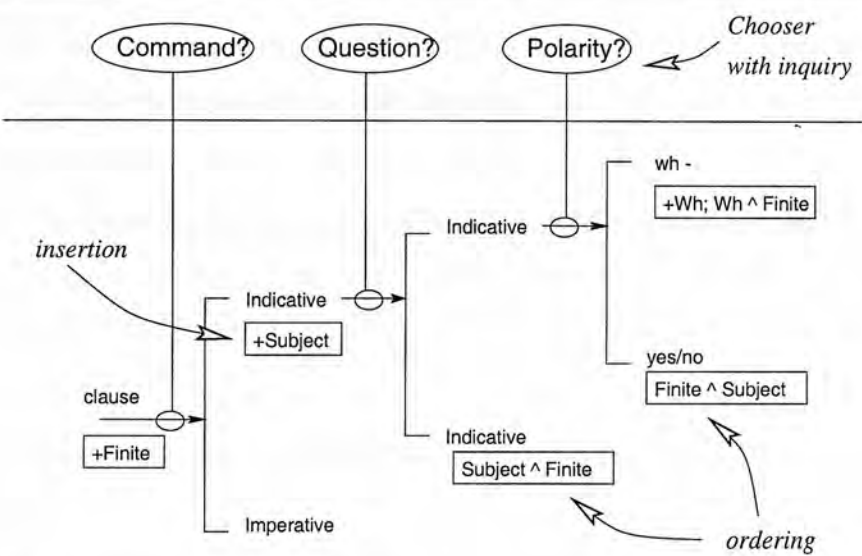 Command?
Question?
Polarity?
Chooser
with inquiry
wh -
+Wh; Wh ^ Finite
Indicative
insertion
Indicative
+Subject
yes/no
Finite ^ Subject
clause
+Finite
Indicative
Subject ^ Finite
Imperative
ordering